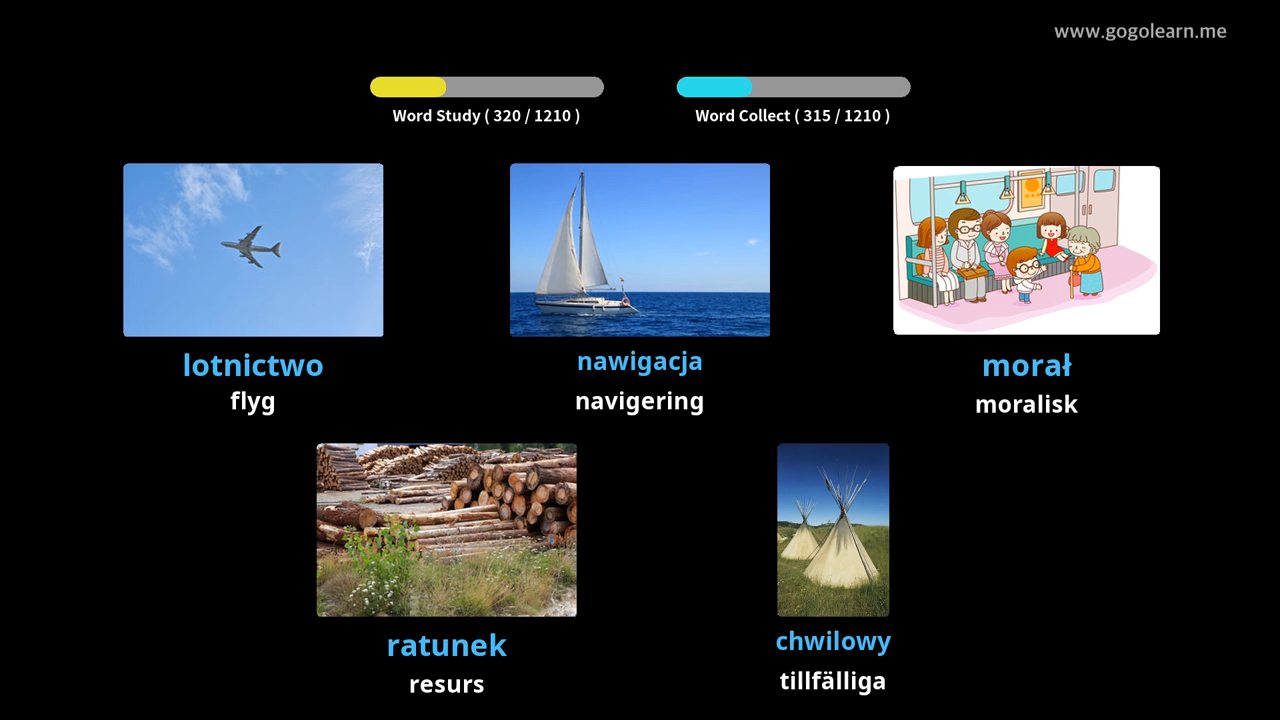 www.gogolearn.me
Word Study ( 320 / 1210 )
Word Collect ( 315 / 1210 )
lotnictwo
flyg
nawigacja
navigering
morał
moralisk
ratunek
resurs
chwilowy
tillfälliga